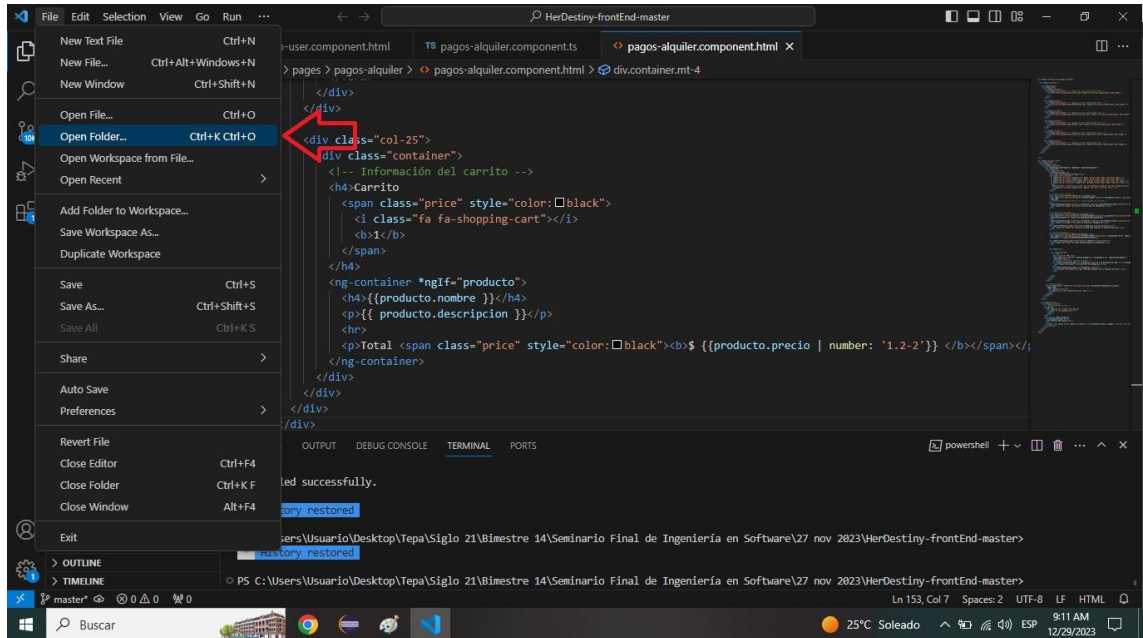 File Edit Selection View Go Run ··· HerDestiny-frontEnd-master
-user.component.html TS pagos-alquiler.component.ts <> pagos-alquiler.component.html
> pages > pagos-alquiler > <> pagos-alquiler.component.html > div.container.mt-4
New Text File Ctrl+N
New File... Ctrl+Alt+Windows+N
New Window Ctrl+Shift+N
Open File... Ctrl+O
Open Folder... Ctrl+K Ctrl+O
Open Workspace from File...
Open Recent >
Add Folder to Workspace...
Save Workspace As...
Duplicate Workspace
Save Ctrl+S
Save As... Ctrl+Shift+S
Save All Ctrl+K S
Share >
Auto Save
Preferences >
Revert File
Close Editor Ctrl+F4
Close Folder Ctrl+K F
Close Window Alt+F4
Exit
> OUTLINE
> TIMELINE
</div>
</div>
<div class="col-25">
div class="container">
<!-- Información del carrito -->
<h4>Carrito
<span class="price" style="color:black">
<i class="fa fa-shopping-cart"></i>
<b>1</b>
</span>
</h4>
<ng-container *ngIf="producto">
<h4>{{producto.nombre }}</h4>
<p>{{ producto.descripcion }}</p>
<hr>
<p>Total <span class="price" style="color:black"><b>$ {{producto.precio | number: '1.2-2'}} </b></span></p
</ng-container>
</div>
</div>
</div>
/div>
OUTPUT DEBUG CONSOLE TERMINAL PORTS powershell
led successfully.
tory restored
sers\Usuario\Desktop\Tepa\Siglo 21\Bimestre 14\Seminario Final de Ingeniería en Software\27 nov 2023\HerDestiny-frontEnd-master>
History restored
PS C:\Users\Usuario\Desktop\Tepa\Siglo 21\Bimestre 14\Seminario Final de Ingeniería en Software\27 nov 2023\HerDestiny-frontEnd-master>
master* 0 0 0 Ln 153, Col 7 Spaces: 2 UTF-8 LF HTML
Buscar 25°C Soleado ESP 9:11 AM
12/29/2023